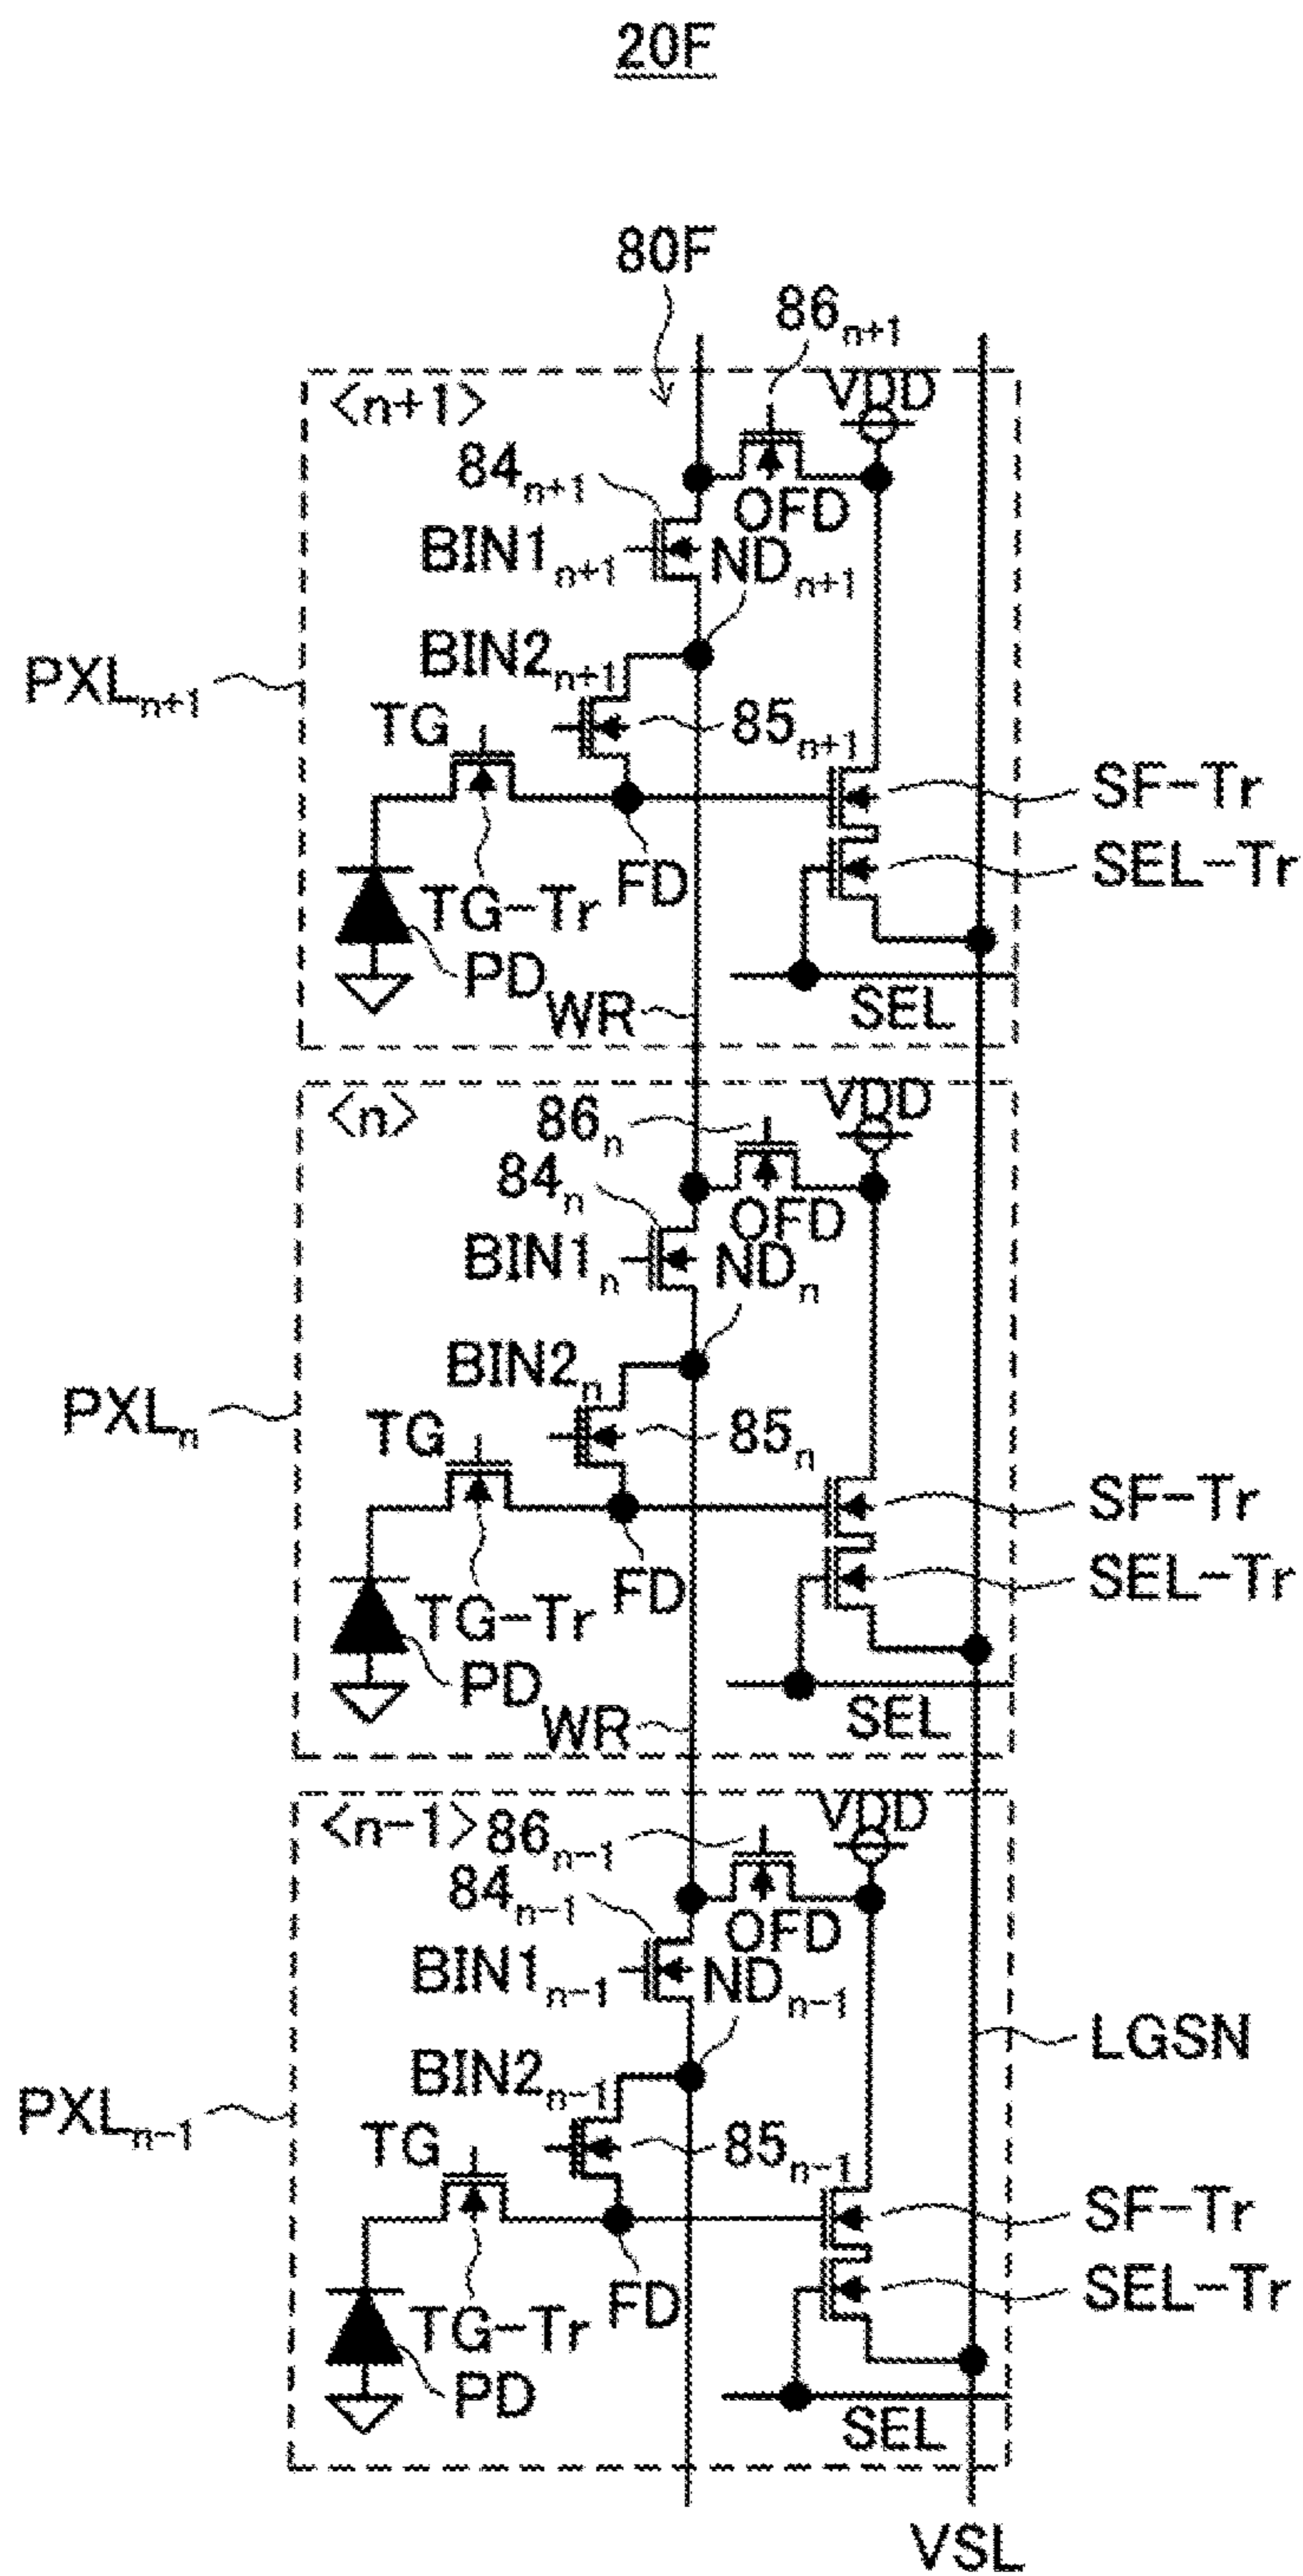 20F
80F
86n+1
<n+1>
VDD
84n+1
OFD
BIN1n+1
NDn+1
BIN2n+1
PXLn+1
TG
85n+1
SF-Tr
SEL-Tr
FD
TG-Tr
PD
WR
SEL
<n>
VDD
86n
84n
OFD
BIN1n
NDn
BIN2n
PXLn
TG
85n
SF-Tr
SEL-Tr
FD
TG-Tr
PD
WR
SEL
<n-1>
VDD
86n-1
84n-1
OFD
BIN1n-1
NDn-1
LGSN
BIN2n-1
PXLn-1
TG
85n-1
SF-Tr
SEL-Tr
FD
TG-Tr
PD
SEL
VSL